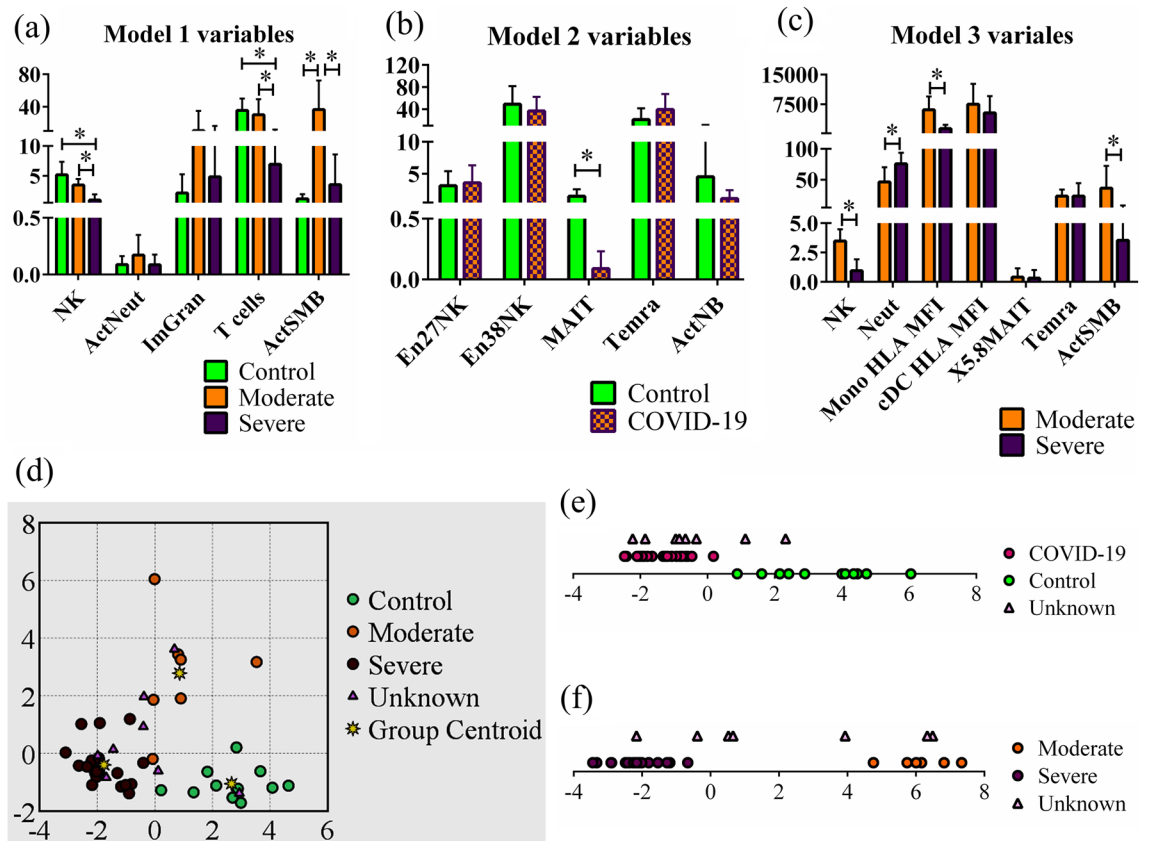 (a)
Model 1 variables
80
40
10
5
0.5
0.0
* * * * * *
NK
ActNeut
ImGran
T cells
ActSMB
Control
Moderate
Severe
(b)
Model 2 variables
120
80
40
10
5
0.5
0.0
*
En27NK
En38NK
MAIT
Temra
ActNB
Control
COVID-19
(c)
Model 3 variales
15000
7500
100
50
5.0
2.5
0.0
* * * *
NK
Neut
Mono HLA MFI
cDC HLA MFI
X5.8MAIT
Temra
ActSMB
Moderate
Severe
(d)
8
6
4
2
0
-2
-4 -2 0 2 4 6
Control
Moderate
Severe
Unknown
Group Centroid
(e)
-4 -2 0 2 4 6 8
COVID-19
Control
Unknown
(f)
-4 -2 0 2 4 6 8
Moderate
Severe
Unknown